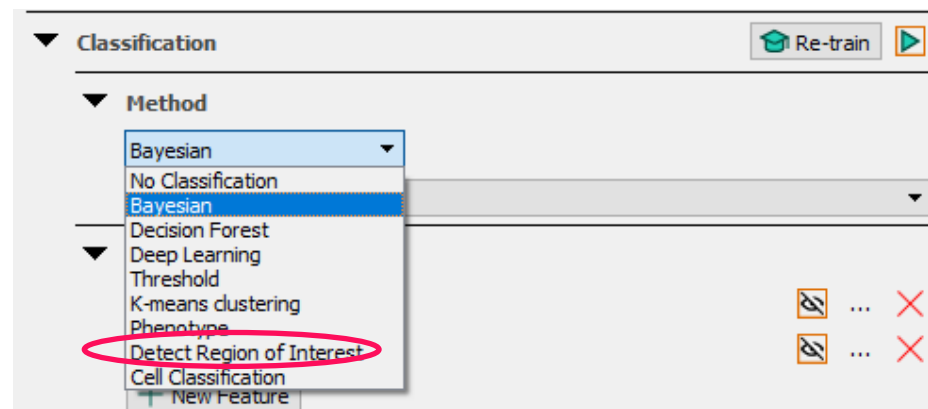 Classification
Re-train
Method
Bayesian
No Classification
Bayesian
Decision Forest
Deep Learning
Threshold
K-means clustering
Phenotype
Detect Region of Interest
Cell Classification
New Feature
...
...